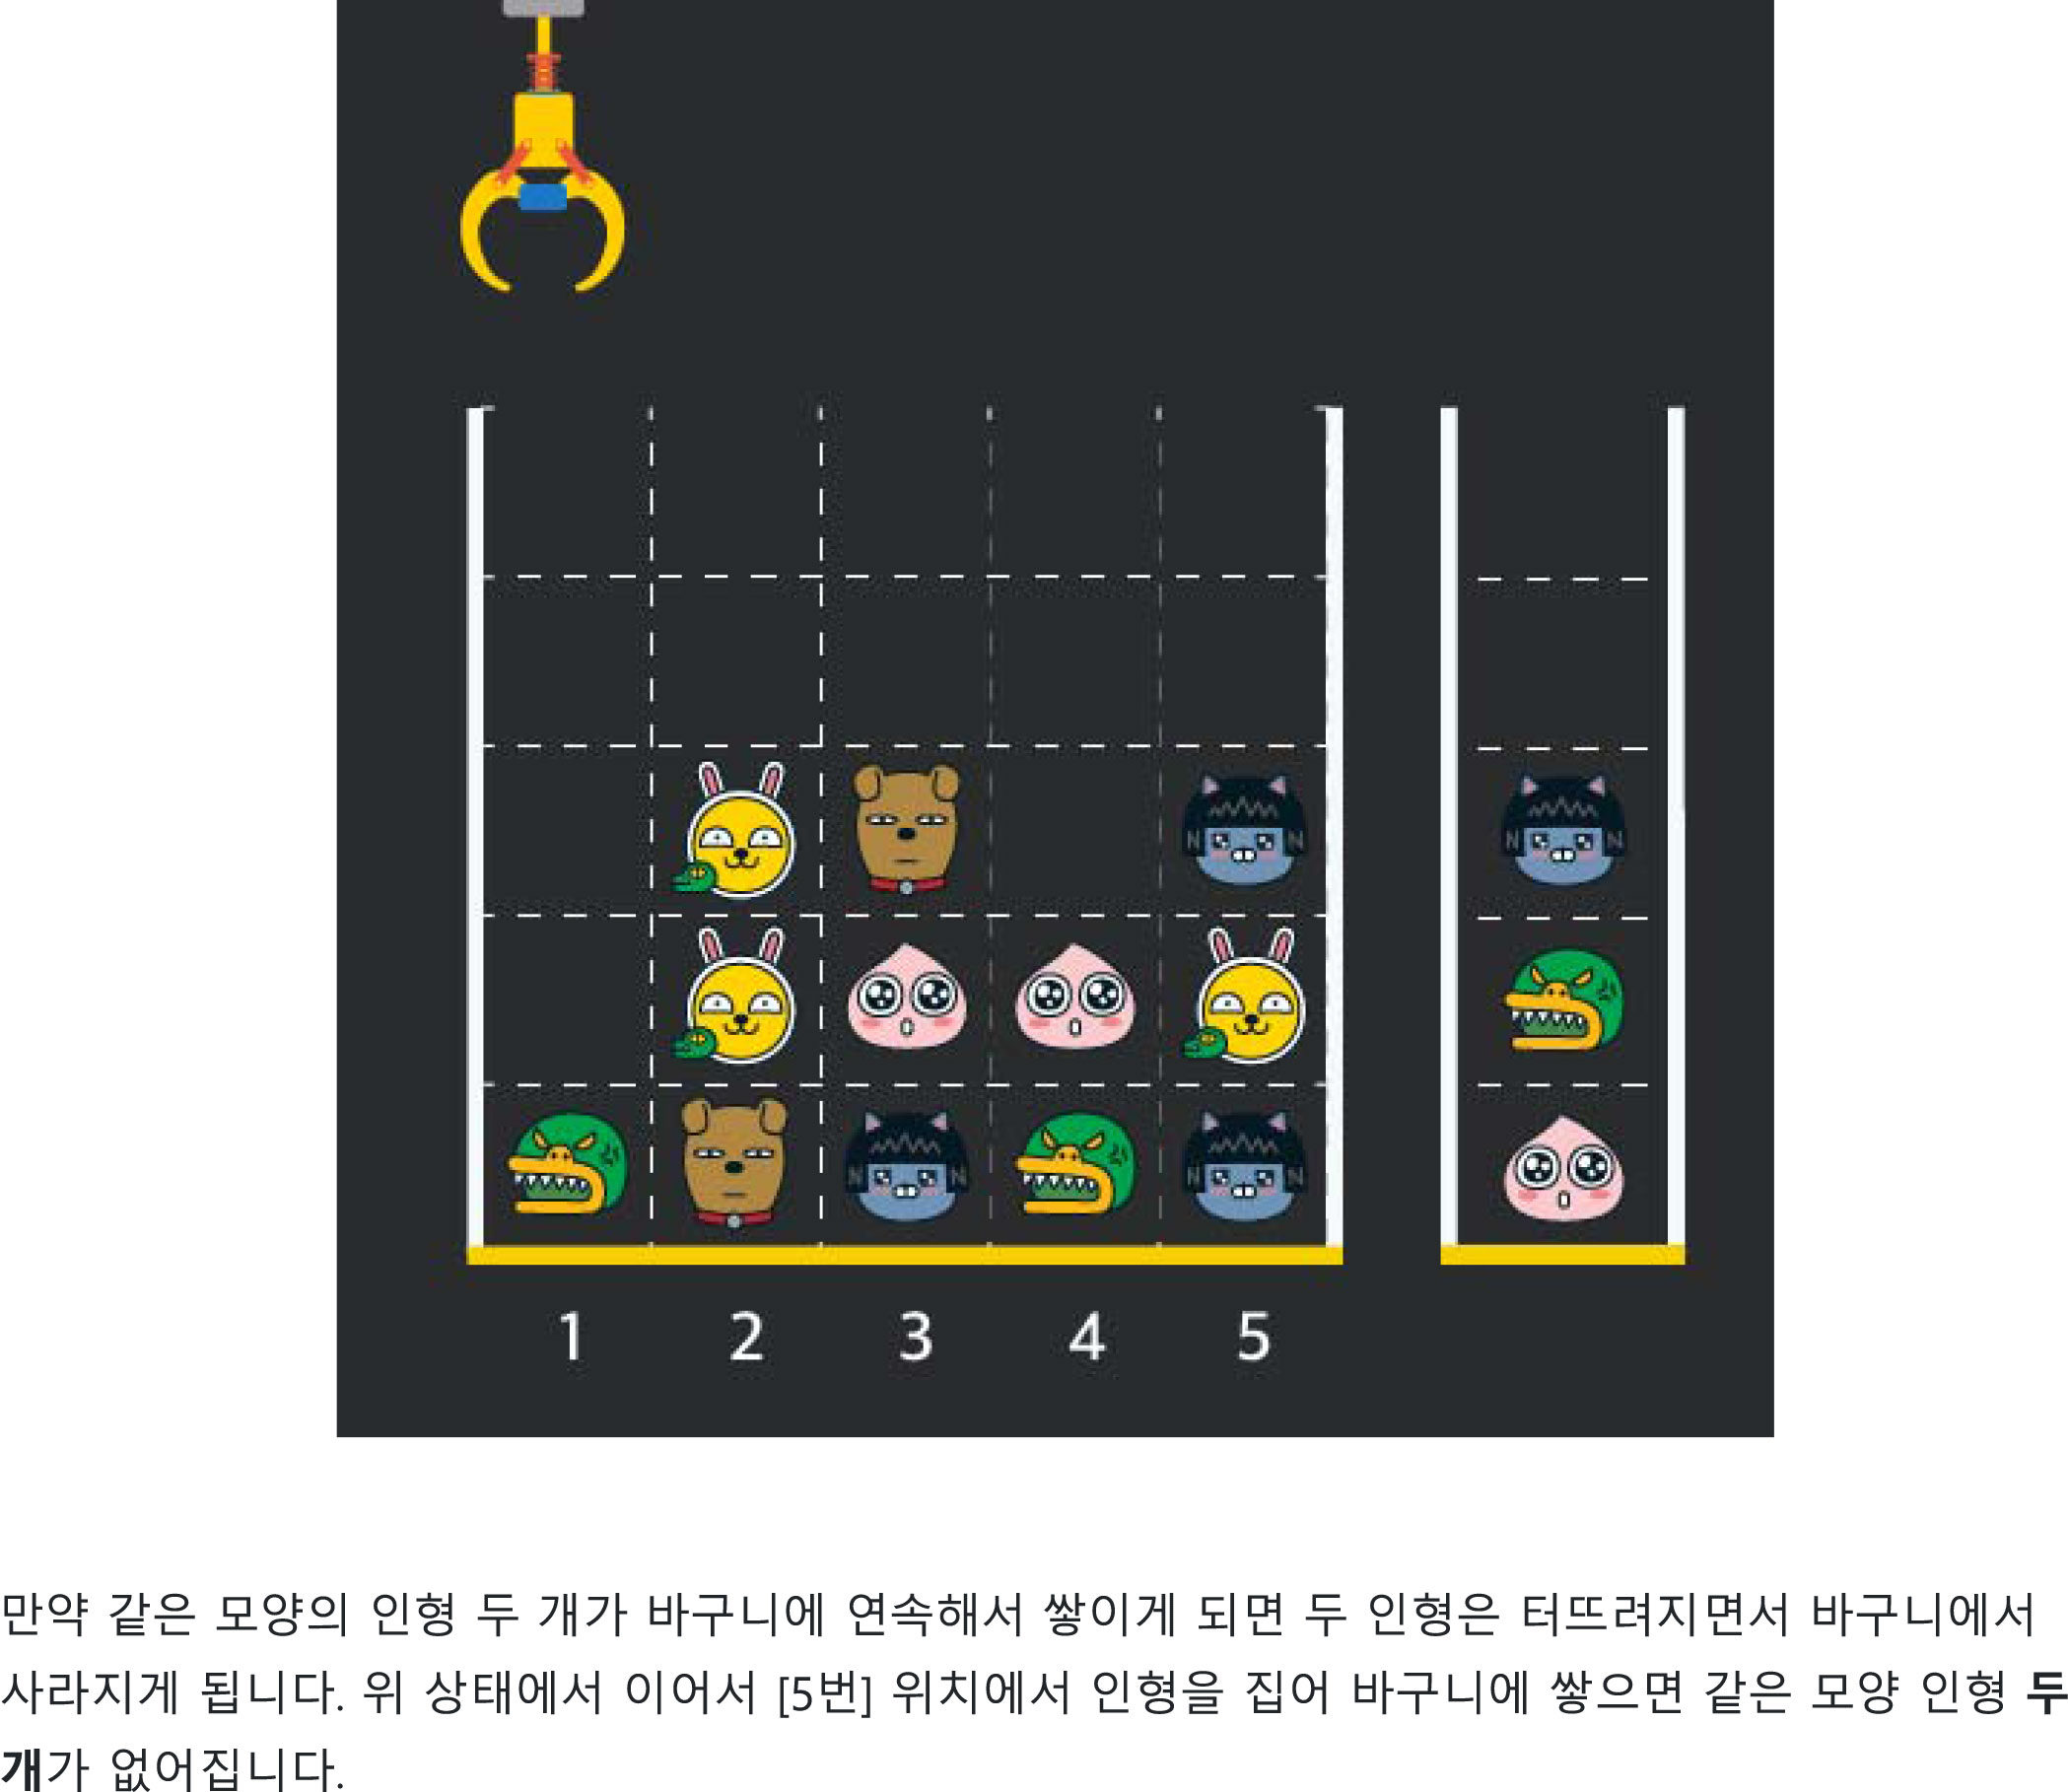 1 2 3 4 5
만약 같은 모양의 인형 두 개가 바구니에 연속해서 쌓이게 되면 두 인형은 터뜨려지면서 바구니에서
사라지게 됩니다. 위 상태에서 이어서 [5번] 위치에서 인형을 집어 바구니에 쌓으면 같은 모양 인형 두
개가 없어집니다.